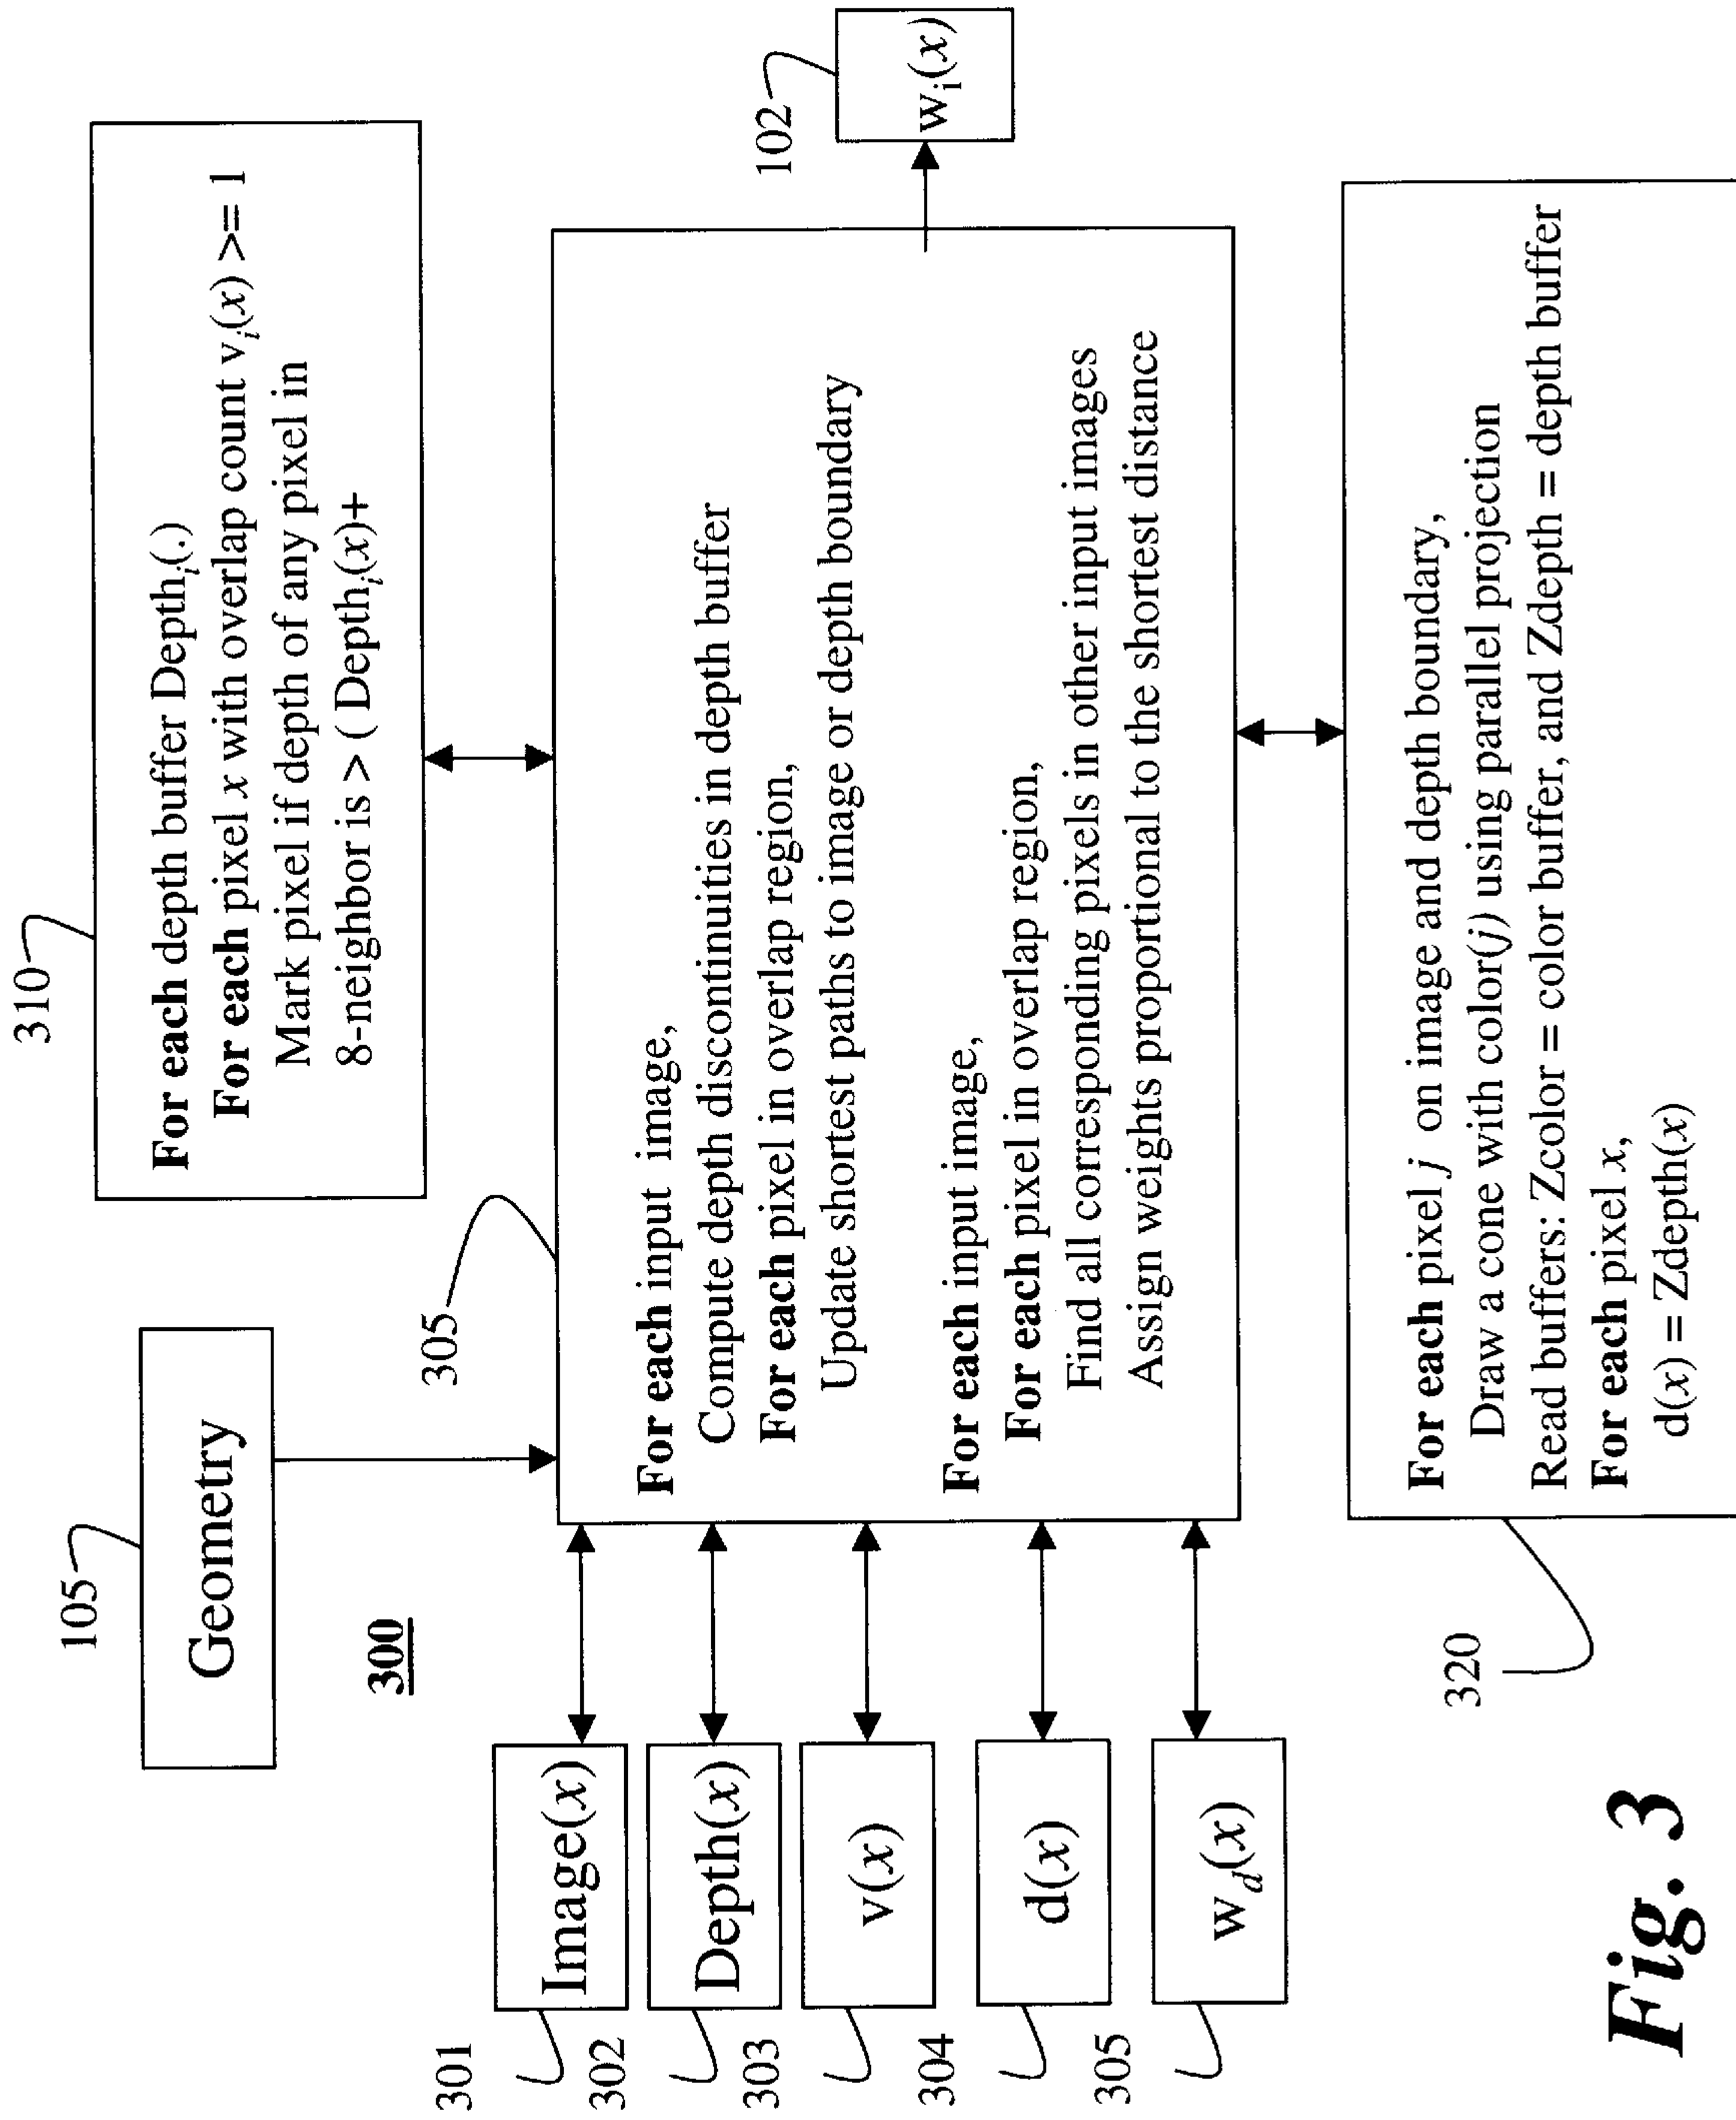 105
Geometry
300
310
For each depth buffer Depthi(.)
For each pixel x with overlap count vi(x) >= 1
Mark pixel if depth of any pixel in
8-neighbor is > ( Depthi(x)+
301
Image(x)
302
Depth(x)
303
v(x)
304
d(x)
305
wd(x)
305
For each input image,
Compute depth discontinuities in depth buffer
For each pixel in overlap region,
Update shortest paths to image or depth boundary
For each input image,
For each pixel in overlap region,
Find all corresponding pixels in other input images
Assign weights proportional to the shortest distance
102
wi(x)
320
For each pixel j on image and depth boundary,
Draw a cone with color(j) using parallel projection
Read buffers: Zcolor = color buffer, and Zdepth = depth buffer
For each pixel x,
d(x) = Zdepth(x)
Fig. 3